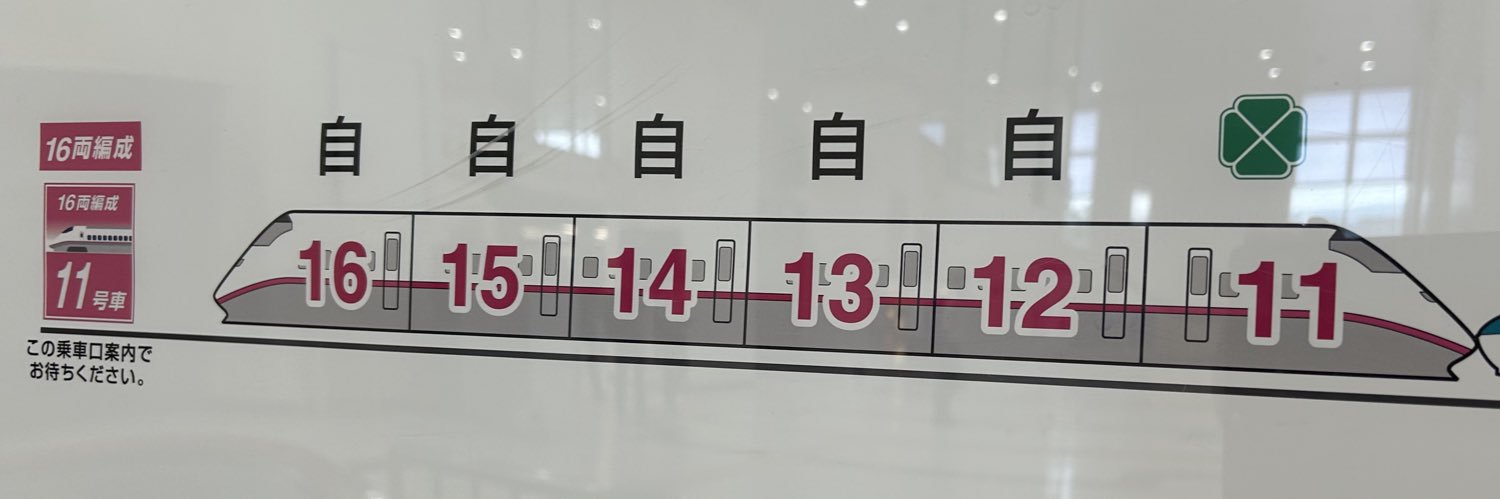 16両編成
16両編成
11号車
この乗車口案内で
お待ちください。
自 自 自 自 自
16 15 14 13 12 11